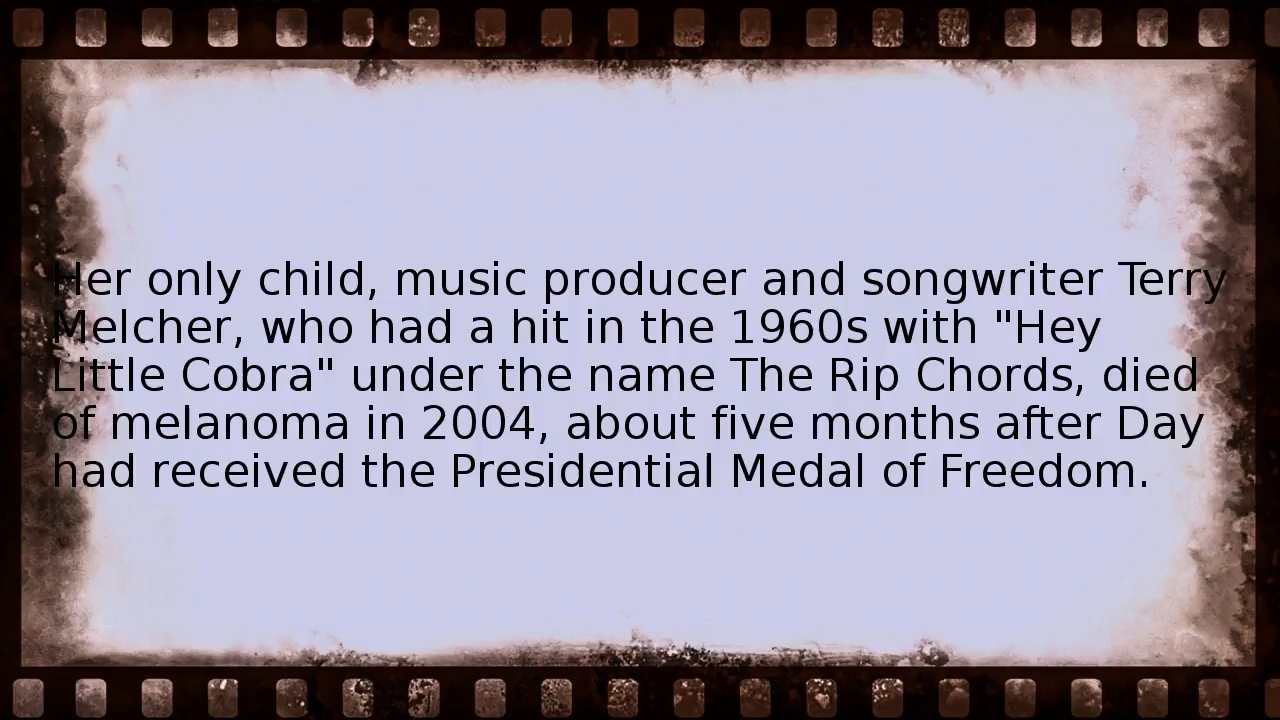 Her only child, music producer and songwriter Terry
Melcher, who had a hit in the 1960s with "Hey
Little Cobra" under the name The Rip Chords, died
of melanoma in 2004, about five months after Day
had received the Presidential Medal of Freedom.